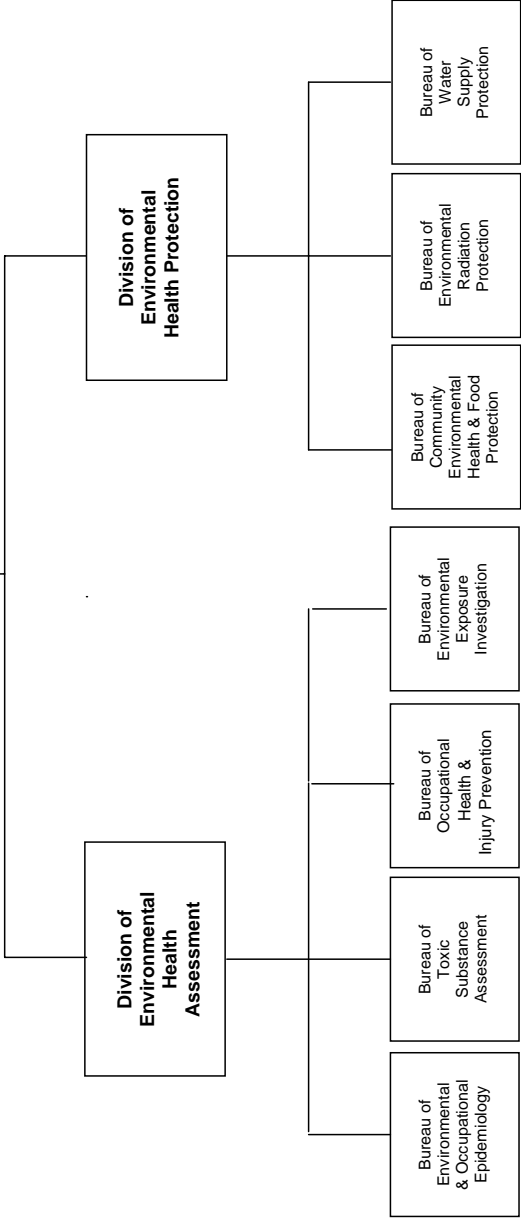 Division of
Environmental
Health
Assessment
Division of
Environmental
Health Protection
Bureau of
Environmental
& Occupational
Epidemiology
Bureau of
Toxic
Substance
Assessment
Bureau of
Occupational
Health &
Injury Prevention
Bureau of
Environmental
Exposure
Investigation
Bureau of
Community
Environmental
Health & Food
Protection
Bureau of
Environmental
Radiation
Protection
Bureau of
Water
Supply
Protection